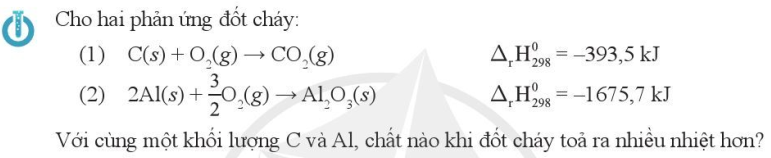 Cho hai phản ứng đốt cháy:
(1) C(s) + O₂(g) → CO₂(g) ΔᵣH⁰₂₉₈ = –393,5 kJ
(2) 2Al(s) + 3/2 O₂(g) → Al₂O₃(s) ΔᵣH⁰₂₉₈ = –1675,7 kJ
Với cùng một khối lượng C và Al, chất nào khi đốt cháy toả ra nhiều nhiệt hơn?